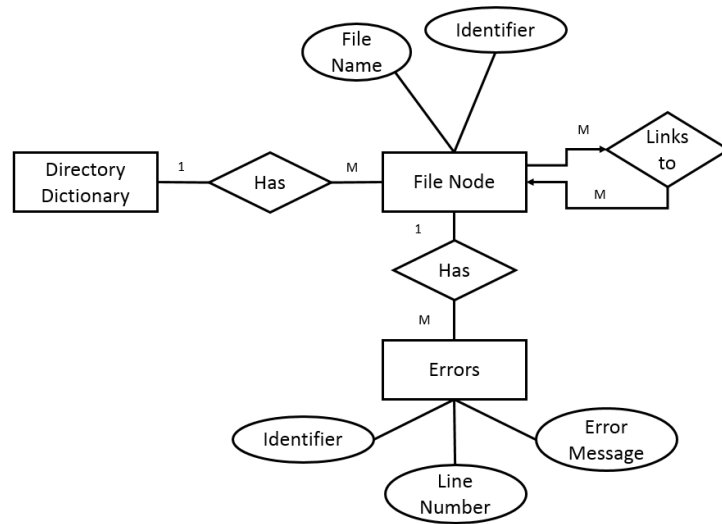 File
Name
Identifier
M
Links
to
M
Directory
Dictionary
1
Has
M
File Node
1
Has
M
Errors
Identifier
Line
Number
Error
Message